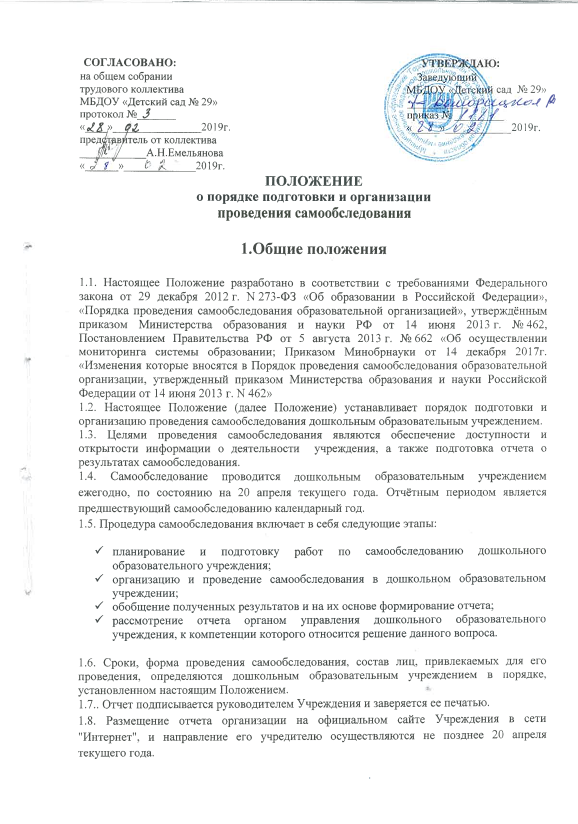 СОГЛАСОВАНО:
на общем собрании
трудового коллектива
МБДОУ «Детский сад № 29»
протокол № 3
«28» 02 2019г.
представитель от коллектива
А.Н.Емельянова
«28» 02 2019г.
УТВЕРЖДАЮ:
Заведующий
МБДОУ «Детский сад № 29»
приказ №
«28» 02 2019г.
ПОЛОЖЕНИЕ
о порядке подготовки и организации
проведения самообследования
1.Общие положения
1.1. Настоящее Положение разработано в соответствии с требованиями Федерального
закона от 29 декабря 2012 г. N 273-ФЗ «Об образовании в Российской Федерации»,
«Порядка проведения самообследования образовательной организацией», утверждённым
приказом Министерства образования и науки РФ от 14 июня 2013 г. № 462,
Постановлением Правительства РФ от 5 августа 2013 г. № 662 «Об осуществлении
мониторинга системы образовании; Приказом Минобрнауки от 14 декабря 2017г.
«Изменения которые вносятся в Порядок проведения самообследования образовательной
организации, утвержденный приказом Министерства образования и науки Российской
Федерации от 14 июня 2013 г. N 462»
1.2. Настоящее Положение (далее Положение) устанавливает порядок подготовки и
организацию проведения самообследования дошкольным образовательным учреждением.
1.3. Целями проведения самообследования являются обеспечение доступности и
открытости информации о деятельности учреждения, а также подготовка отчета о
результатах самообследования.
1.4. Самообследование проводится дошкольным образовательным учреждением
ежегодно, по состоянию на 20 апреля текущего года. Отчётным периодом является
предшествующий самообследованию календарный год.
1.5. Процедура самообследования включает в себя следующие этапы:
✓ планирование и подготовку работ по самообследованию дошкольного
образовательного учреждения;
✓ организацию и проведение самообследования в дошкольном образовательном
учреждении;
✓ обобщение полученных результатов и на их основе формирование отчета;
✓ рассмотрение отчета органом управления дошкольного образовательного
учреждения, к компетенции которого относится решение данного вопроса.
1.6. Сроки, форма проведения самообследования, состав лиц, привлекаемых для его
проведения, определяются дошкольным образовательным учреждением в порядке,
установленном настоящим Положением.
1.7.. Отчет подписывается руководителем Учреждения и заверяется ее печатью.
1.8. Размещение отчета организации на официальном сайте Учреждения в сети
"Интернет", и направление его учредителю осуществляются не позднее 20 апреля
текущего года.